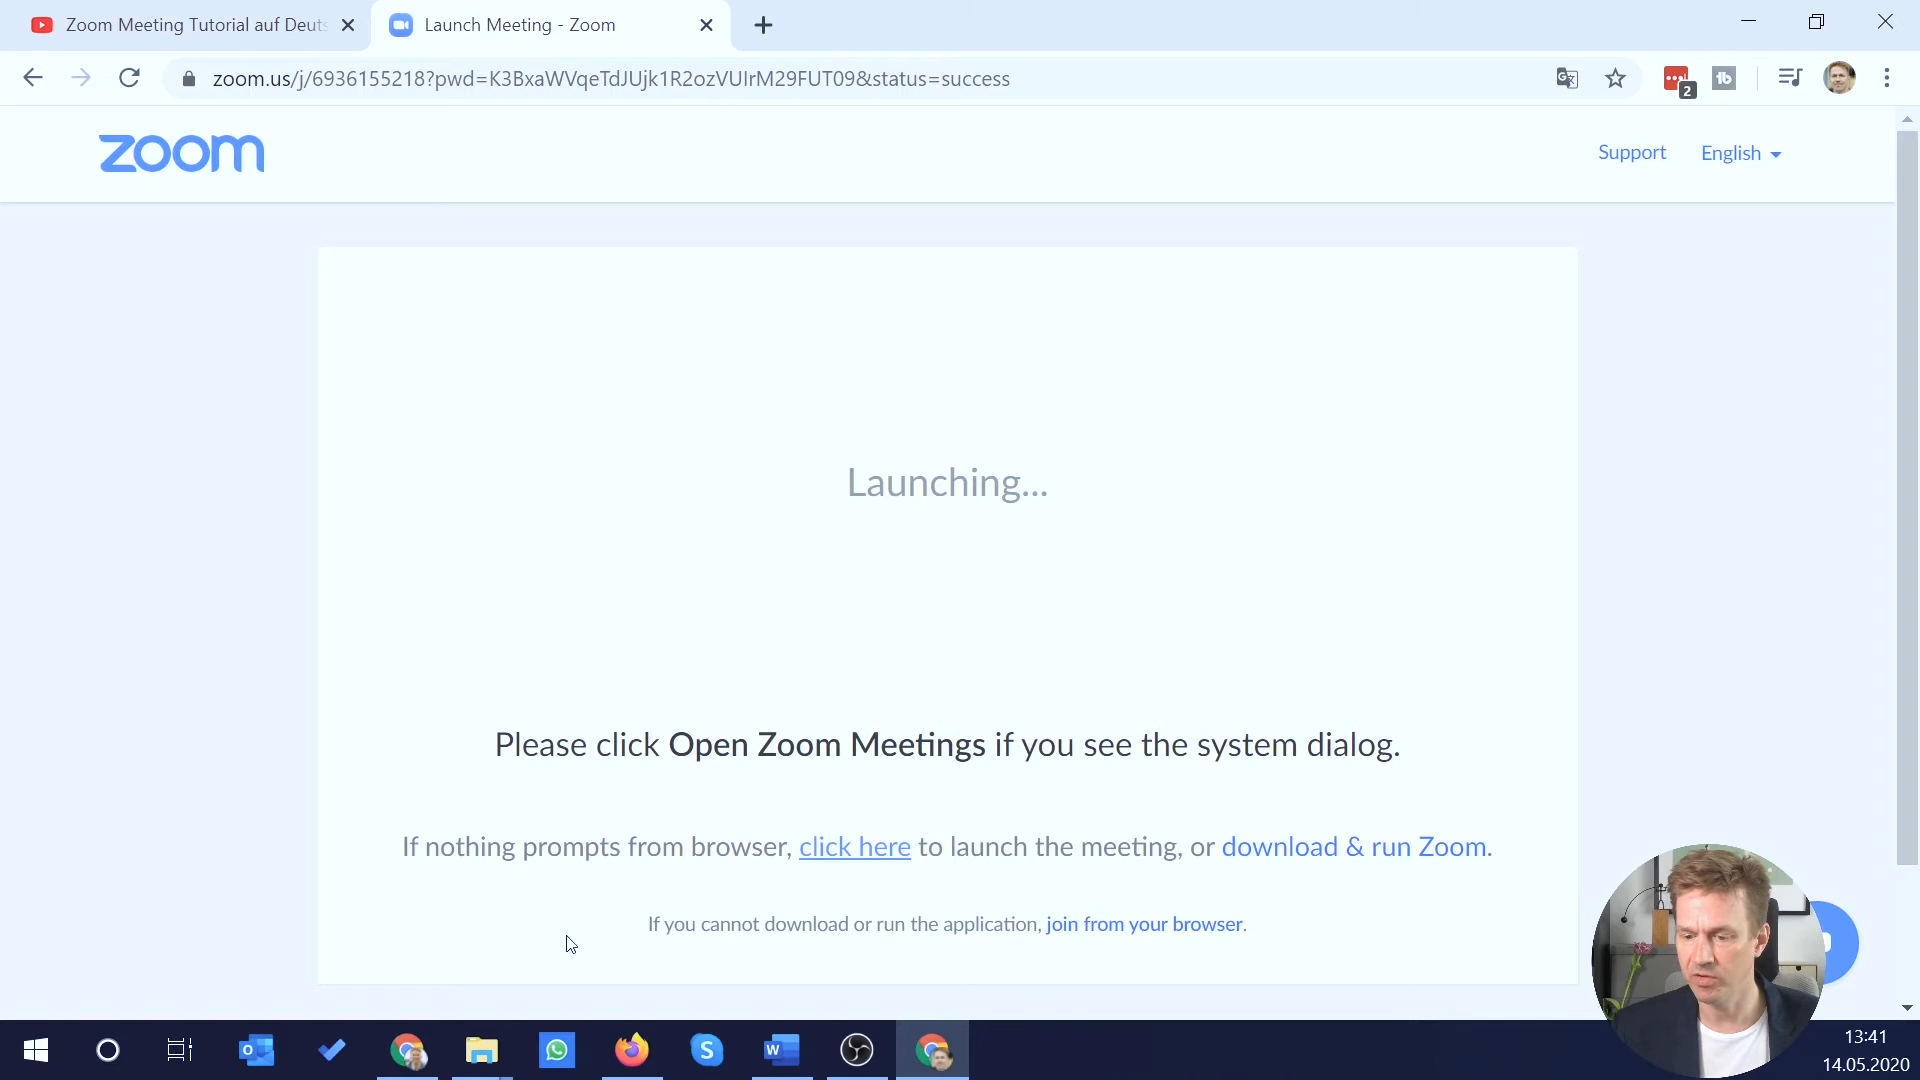 Zoom Meeting Tutorial auf Deuts
Launch Meeting - Zoom
zoom.us/j/6936155218?pwd=K3BxaWVqeTdJUjk1R2ozVUIrM29FUT09&status=success
2
tb
zoom
Support
English
Launching...
Please click Open Zoom Meetings if you see the system dialog.
If nothing prompts from browser, click here to launch the meeting, or download & run Zoom.
If you cannot download or run the application, join from your browser.
13:41
14.05.2020